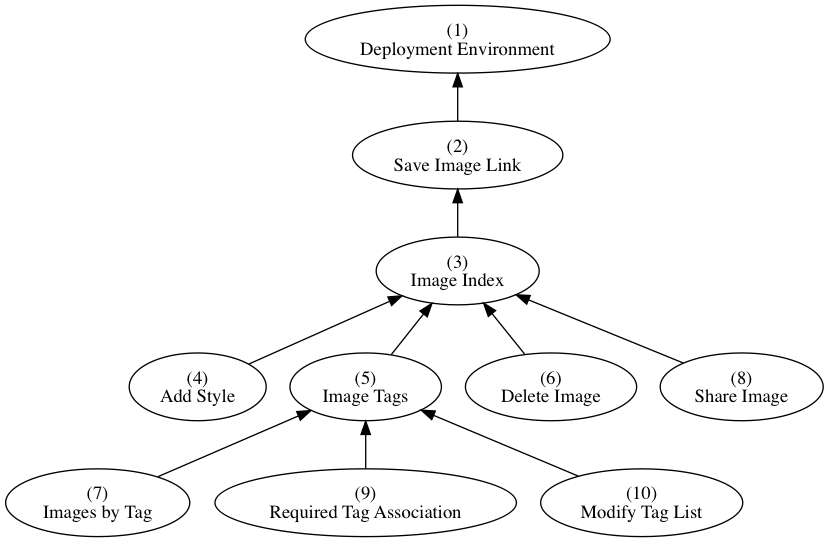 (1)
Deployment Environment
(2)
Save Image Link
(3)
Image Index
(4)
Add Style
(5)
Image Tags
(6)
Delete Image
(8)
Share Image
(7)
Images by Tag
(9)
Required Tag Association
(10)
Modify Tag List